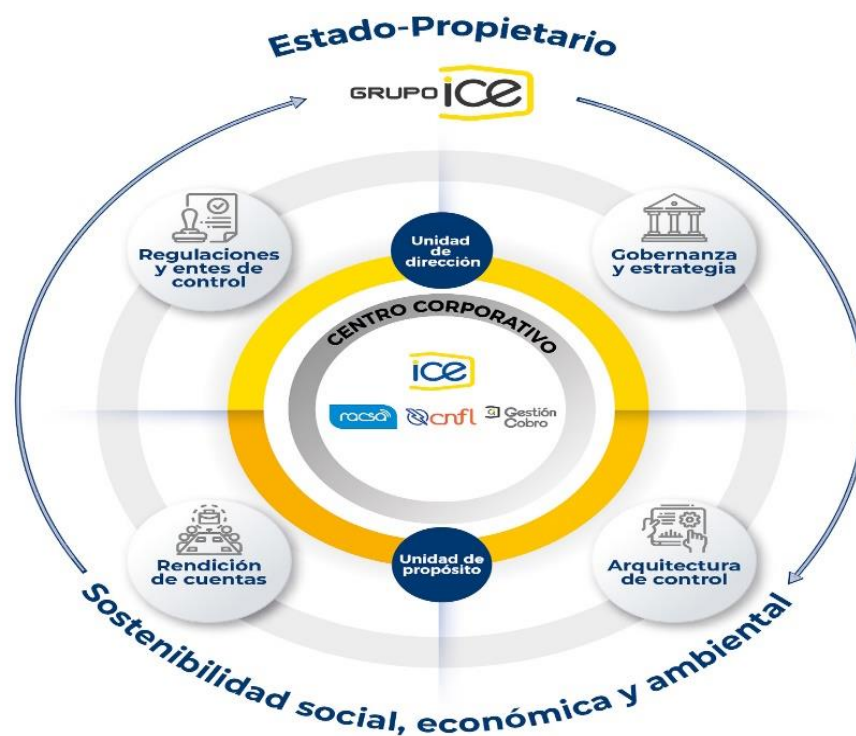 Estado-Propietario
GRUPO ice
Regulaciones
y entes de
control
Unidad
de
dirección
Gobernanza
y estrategia
CENTRO CORPORATIVO
ice
racsa
cnfl
G Gestión
Cobro
Rendición
de cuentas
Unidad de
propósito
Arquitectura
de control
Sostenibilidad social, económica y ambiental